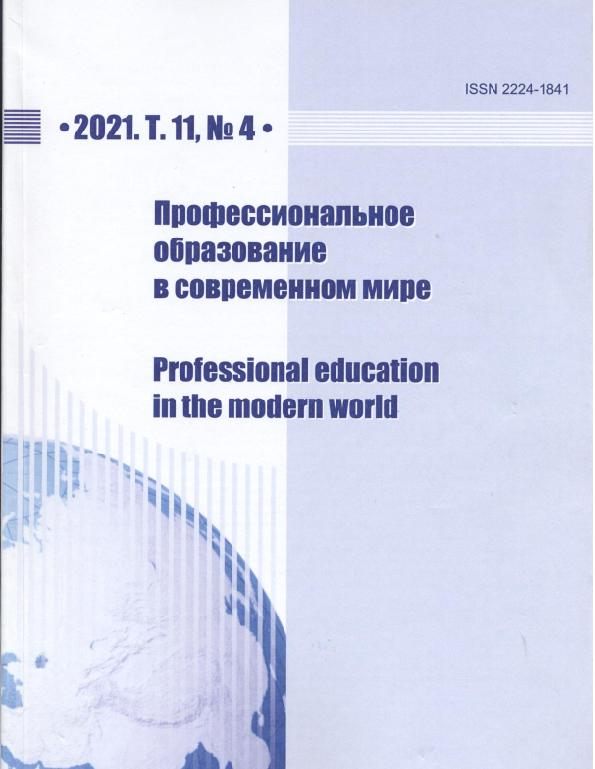 ISSN 2224-1841
• 2021. Т. 11, № 4 •
Профессиональное
образование
в современном мире
Professional education
in the modern world